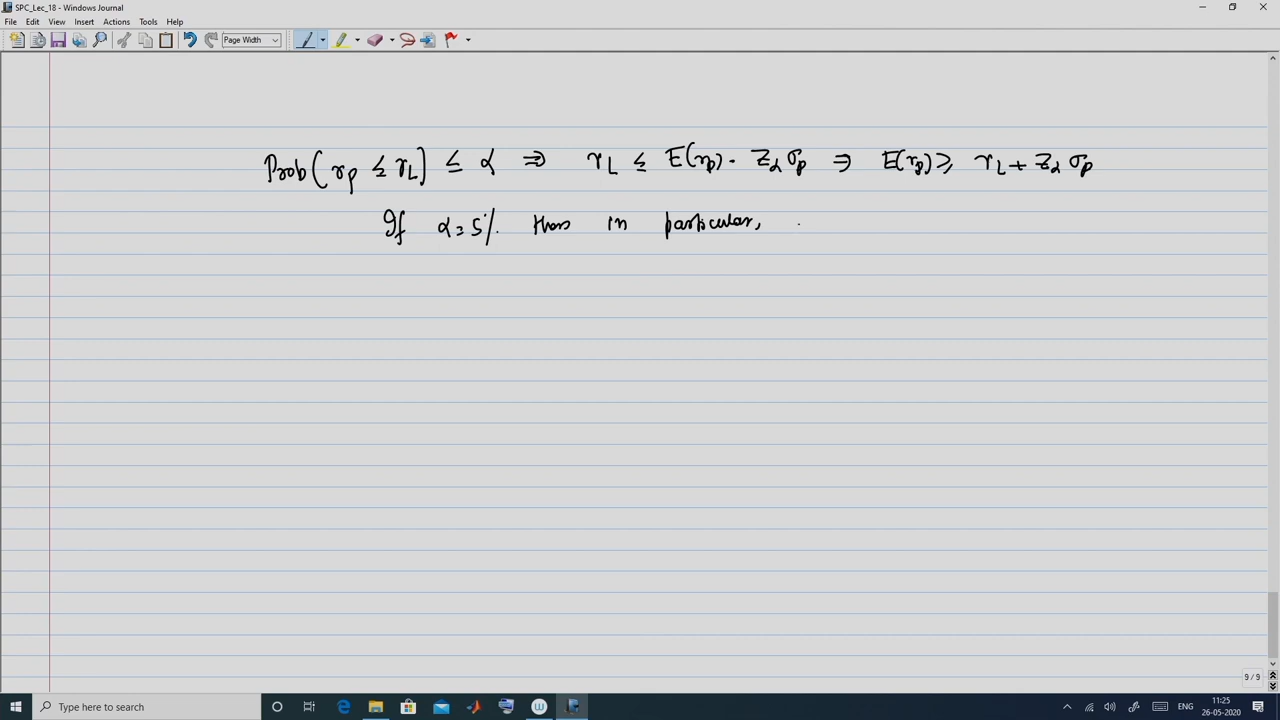 SPC_Lec_18 - Windows Journal
File Edit View Insert Actions Tools Help
Page Width
Prob(r_p ≤ r_L) ≤ α ⇒ r_L ≤ E(r_p) - Z_α σ_p ⇒ E(r_p) ≥ r_L + Z_α σ_p
If α = 5% then in particular,
9 / 9
Type here to search
ENG
11:25
26-05-2020